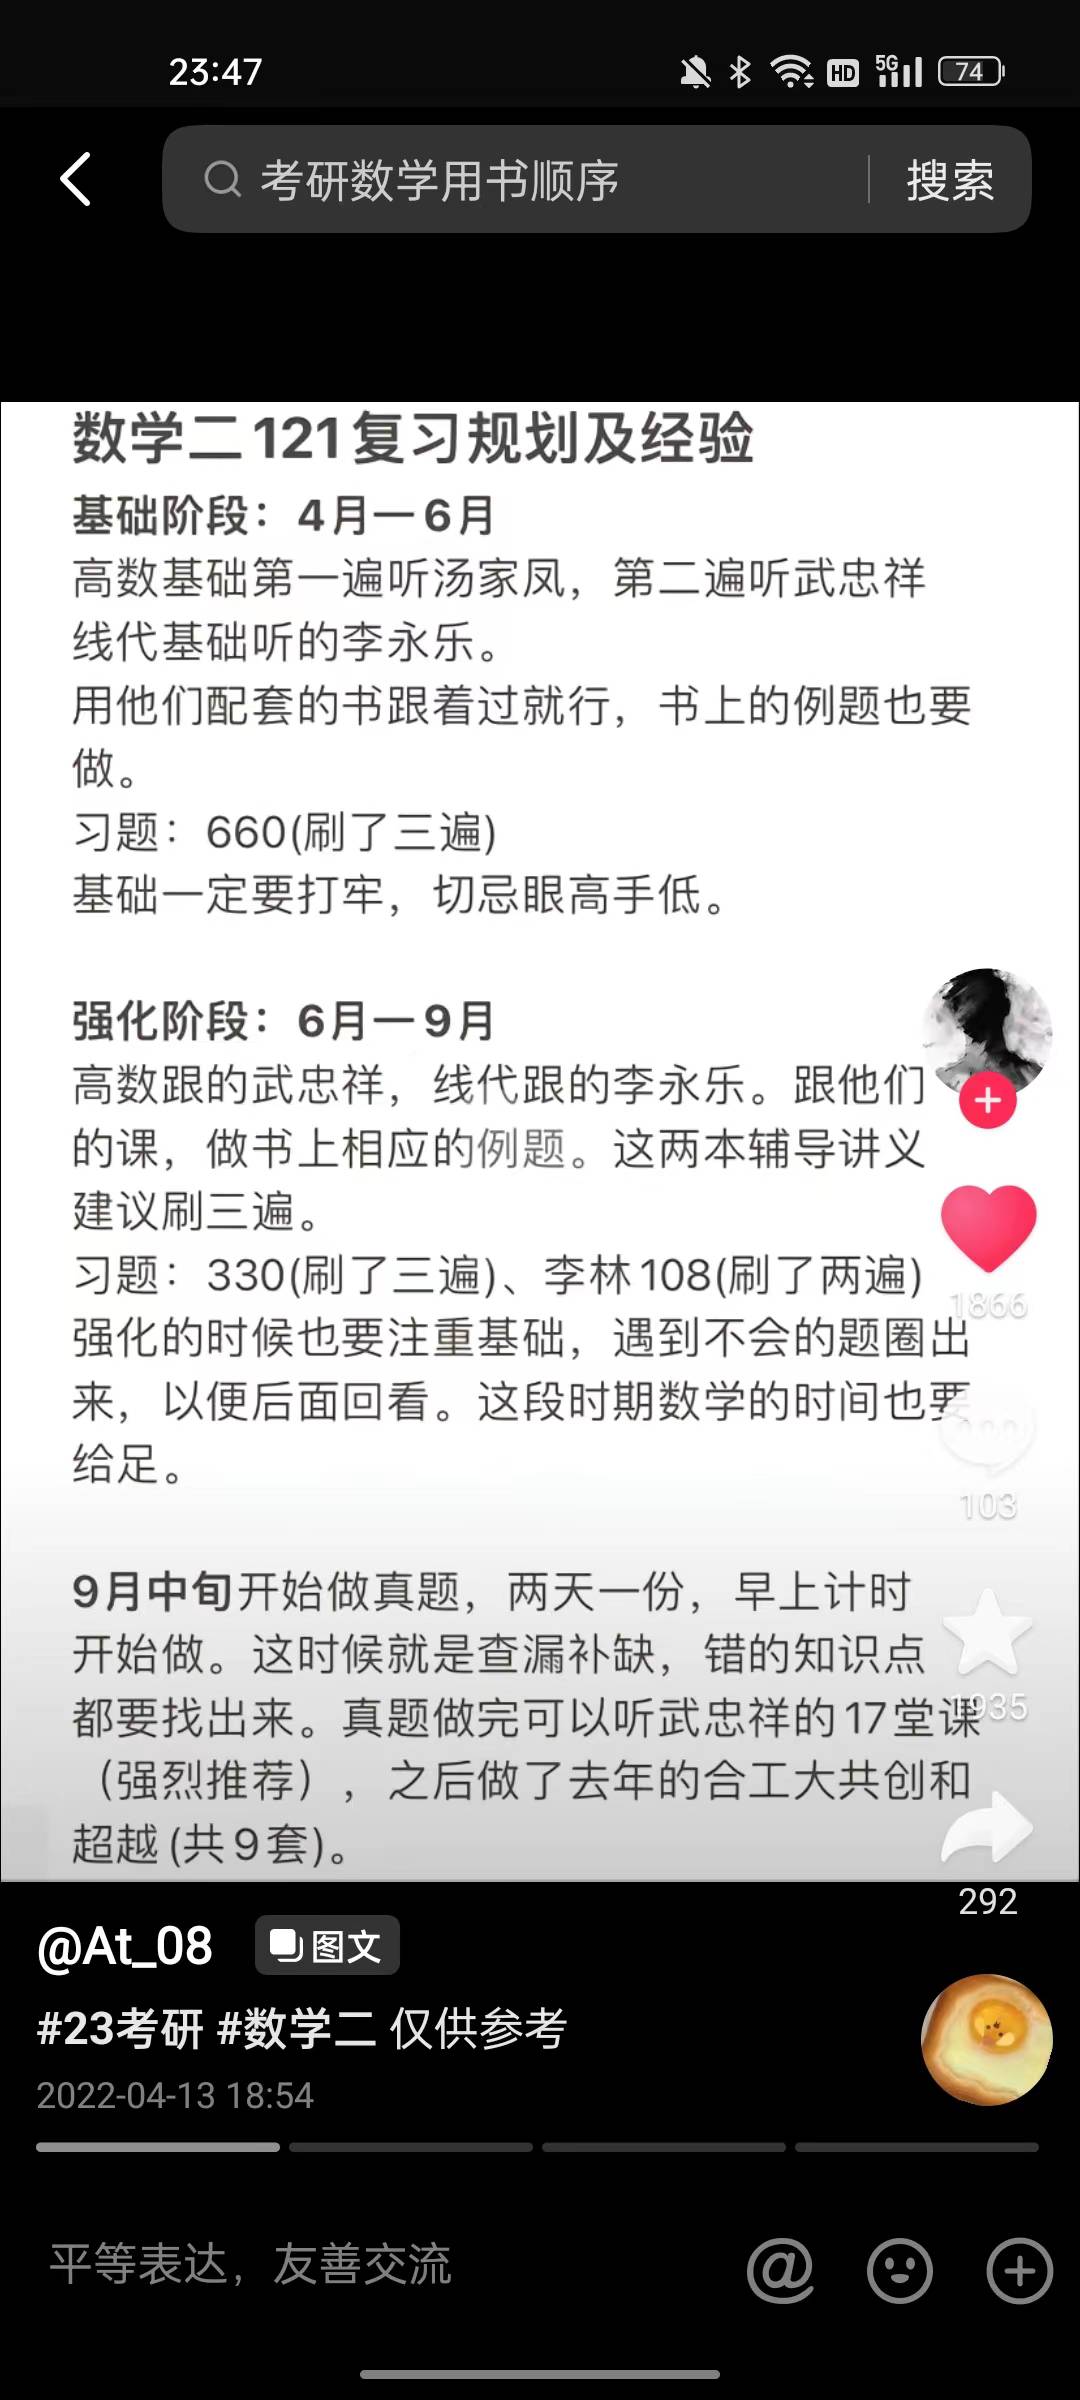 23:47
HD
5G
74
考研数学用书顺序
搜索
数学二121复习规划及经验
基础阶段：4月—6月
高数基础第一遍听汤家凤，第二遍听武忠祥
线代基础听的李永乐。
用他们配套的书跟着过就行，书上的例题也要
做。
习题：660(刷了三遍)
基础一定要打牢，切忌眼高手低。
强化阶段：6月—9月
高数跟的武忠祥，线代跟的李永乐。跟他们
的课，做书上相应的例题。这两本辅导讲义
建议刷三遍。
习题：330(刷了三遍)、李林108(刷了两遍)
强化的时候也要注重基础，遇到不会的题圈出
来，以便后面回看。这段时期数学的时间也要
给足。
9月中旬开始做真题，两天一份，早上计时
开始做。这时候就是查漏补缺，错的知识点
都要找出来。真题做完可以听武忠祥的17堂课
（强烈推荐），之后做了去年的合工大共创和
超越(共9套)。
1866
103
1935
292
@At_08
图文
#23考研 #数学二 仅供参考
2022-04-13 18:54
平等表达，友善交流